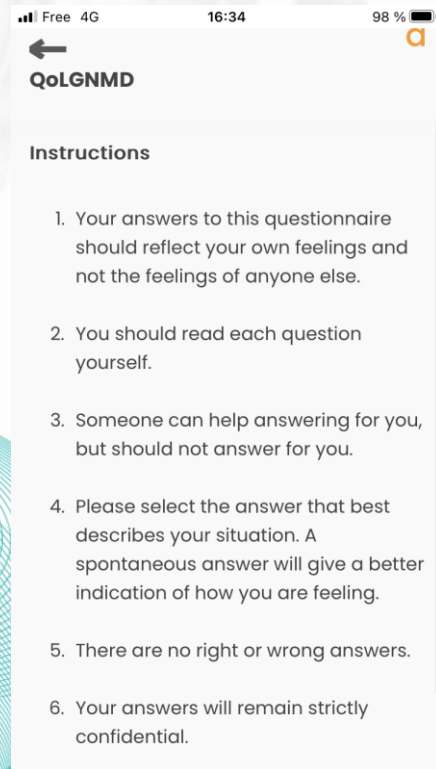 Free 4G 16:34 98 %
a
QoLGNMD
Instructions
1. Your answers to this questionnaire
should reflect your own feelings and
not the feelings of anyone else.
2. You should read each question
yourself.
3. Someone can help answering for you,
but should not answer for you.
4. Please select the answer that best
describes your situation. A
spontaneous answer will give a better
indication of how you are feeling.
5. There are no right or wrong answers.
6. Your answers will remain strictly
confidential.